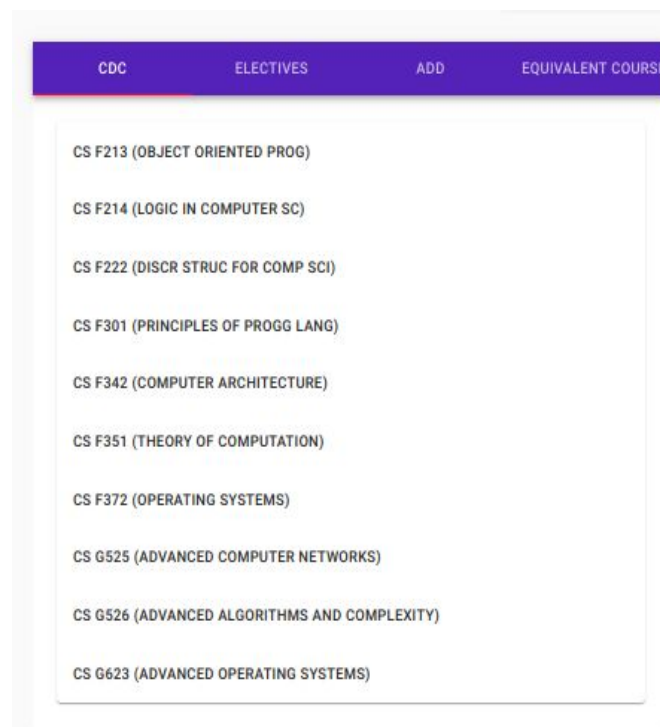 CDC ELECTIVES ADD EQUIVALENT COURS
CS F213 (OBJECT ORIENTED PROG)
CS F214 (LOGIC IN COMPUTER SC)
CS F222 (DISCR STRUC FOR COMP SCI)
CS F301 (PRINCIPLES OF PROGG LANG)
CS F342 (COMPUTER ARCHITECTURE)
CS F351 (THEORY OF COMPUTATION)
CS F372 (OPERATING SYSTEMS)
CS G525 (ADVANCED COMPUTER NETWORKS)
CS G526 (ADVANCED ALGORITHMS AND COMPLEXITY)
CS G623 (ADVANCED OPERATING SYSTEMS)